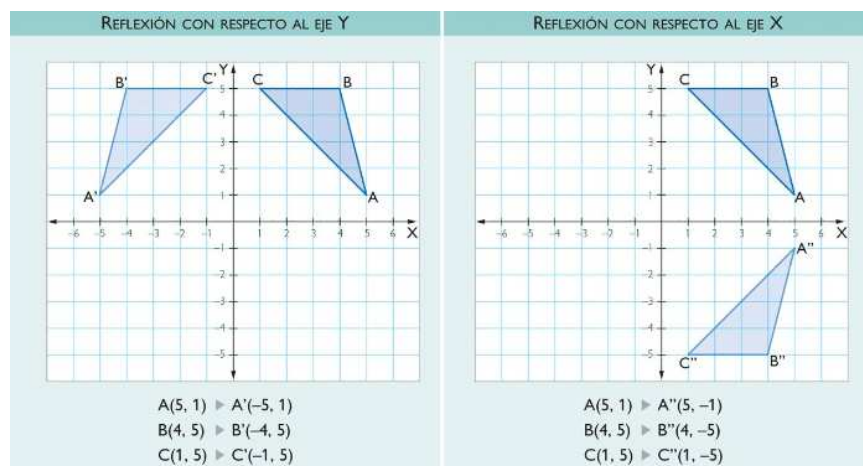 REFLEXIÓN CON RESPECTO AL EJE Y
B' C' Y C B
5
4
3
2
A' 1 A
-6 -5 -4 -3 -2 -1 1 2 3 4 5 6 X
-1
-2
-3
-4
-5
A(5, 1) ▶ A'(–5, 1)
B(4, 5) ▶ B'(–4, 5)
C(1, 5) ▶ C'(–1, 5)
REFLEXIÓN CON RESPECTO AL EJE X
Y C B
5
4
3
2
1 A
-6 -5 -4 -3 -2 -1 1 2 3 4 5 6 X
-1 A"
-2
-3
-4
-5 C" B"
A(5, 1) ▶ A"(5, –1)
B(4, 5) ▶ B"(4, –5)
C(1, 5) ▶ C"(1, –5)